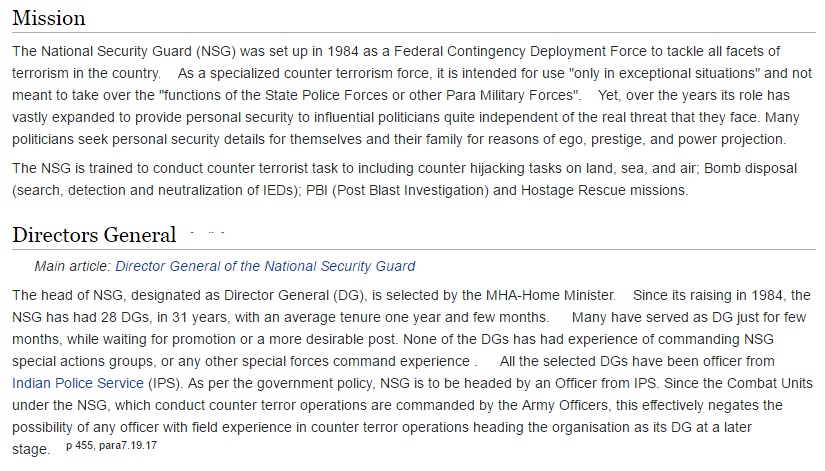 Mission
The National Security Guard (NSG) was set up in 1984 as a Federal Contingency Deployment Force to tackle all facets of
terrorism in the country. As a specialized counter terrorism force, it is intended for use "only in exceptional situations" and not
meant to take over the "functions of the State Police Forces or other Para Military Forces". Yet, over the years its role has
vastly expanded to provide personal security to influential politicians quite independent of the real threat that they face. Many
politicians seek personal security details for themselves and their family for reasons of ego, prestige, and power projection.
The NSG is trained to conduct counter terrorist task to including counter hijacking tasks on land, sea, and air; Bomb disposal
(search, detection and neutralization of IEDs); PBI (Post Blast Investigation) and Hostage Rescue missions.
Directors General
Main article: Director General of the National Security Guard
The head of NSG, designated as Director General (DG), is selected by the MHA-Home Minister. Since its raising in 1984, the
NSG has had 28 DGs, in 31 years, with an average tenure one year and few months. Many have served as DG just for few
months, while waiting for promotion or a more desirable post. None of the DGs has had experience of commanding NSG
special actions groups, or any other special forces command experience . All the selected DGs have been officer from
Indian Police Service (IPS). As per the government policy, NSG is to be headed by an Officer from IPS. Since the Combat Units
under the NSG, which conduct counter terror operations are commanded by the Army Officers, this effectively negates the
possibility of any officer with field experience in counter terror operations heading the organisation as its DG at a later
stage. p 455, para7.19.17